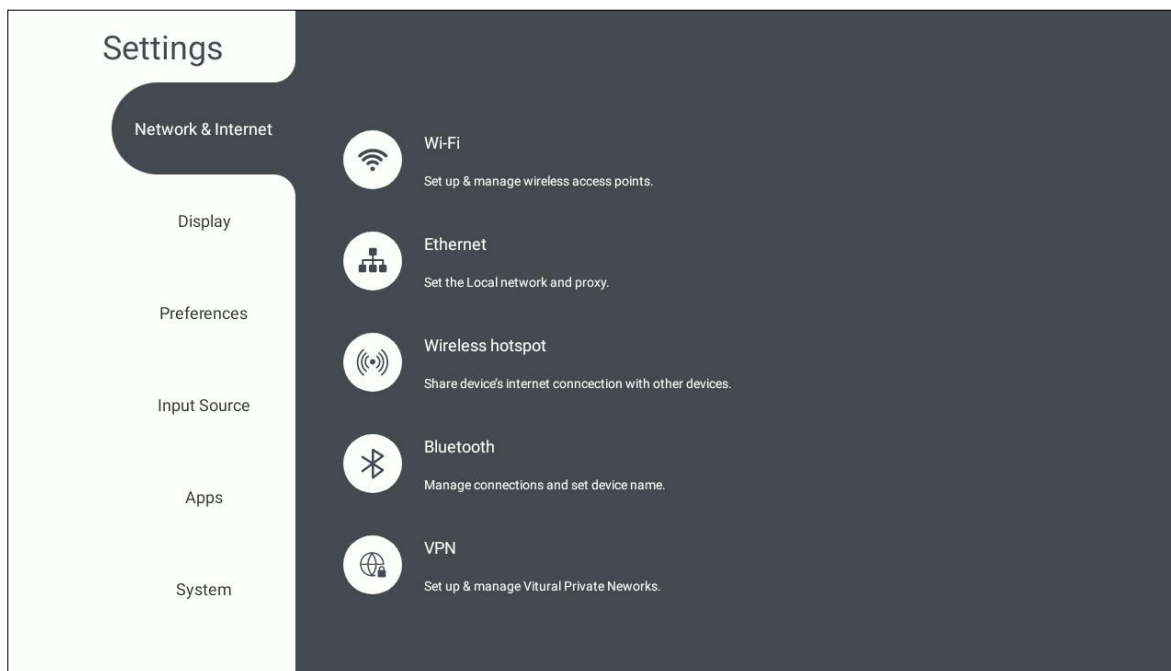 Settings
Network & Internet
Display
Preferences
Input Source
Apps
System
Wi-Fi
Set up & manage wireless access points.
Ethernet
Set the Local network and proxy.
Wireless hotspot
Share device's internet conncection with other devices.
Bluetooth
Manage connections and set device name.
VPN
Set up & manage Vitural Private Neworks.